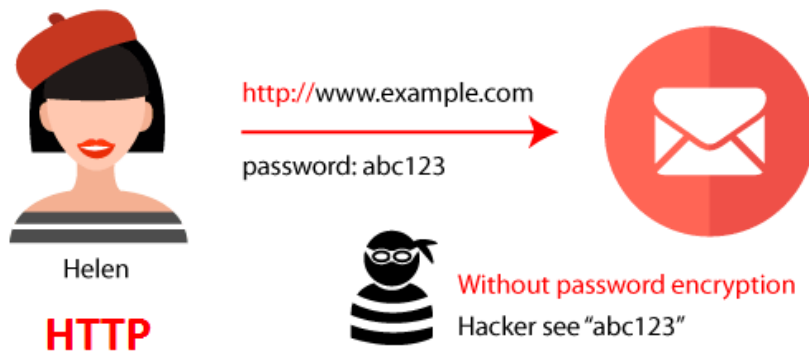 http://www.example.com
password: abc123
Helen
HTTP
Without password encryption
Hacker see “abc123”